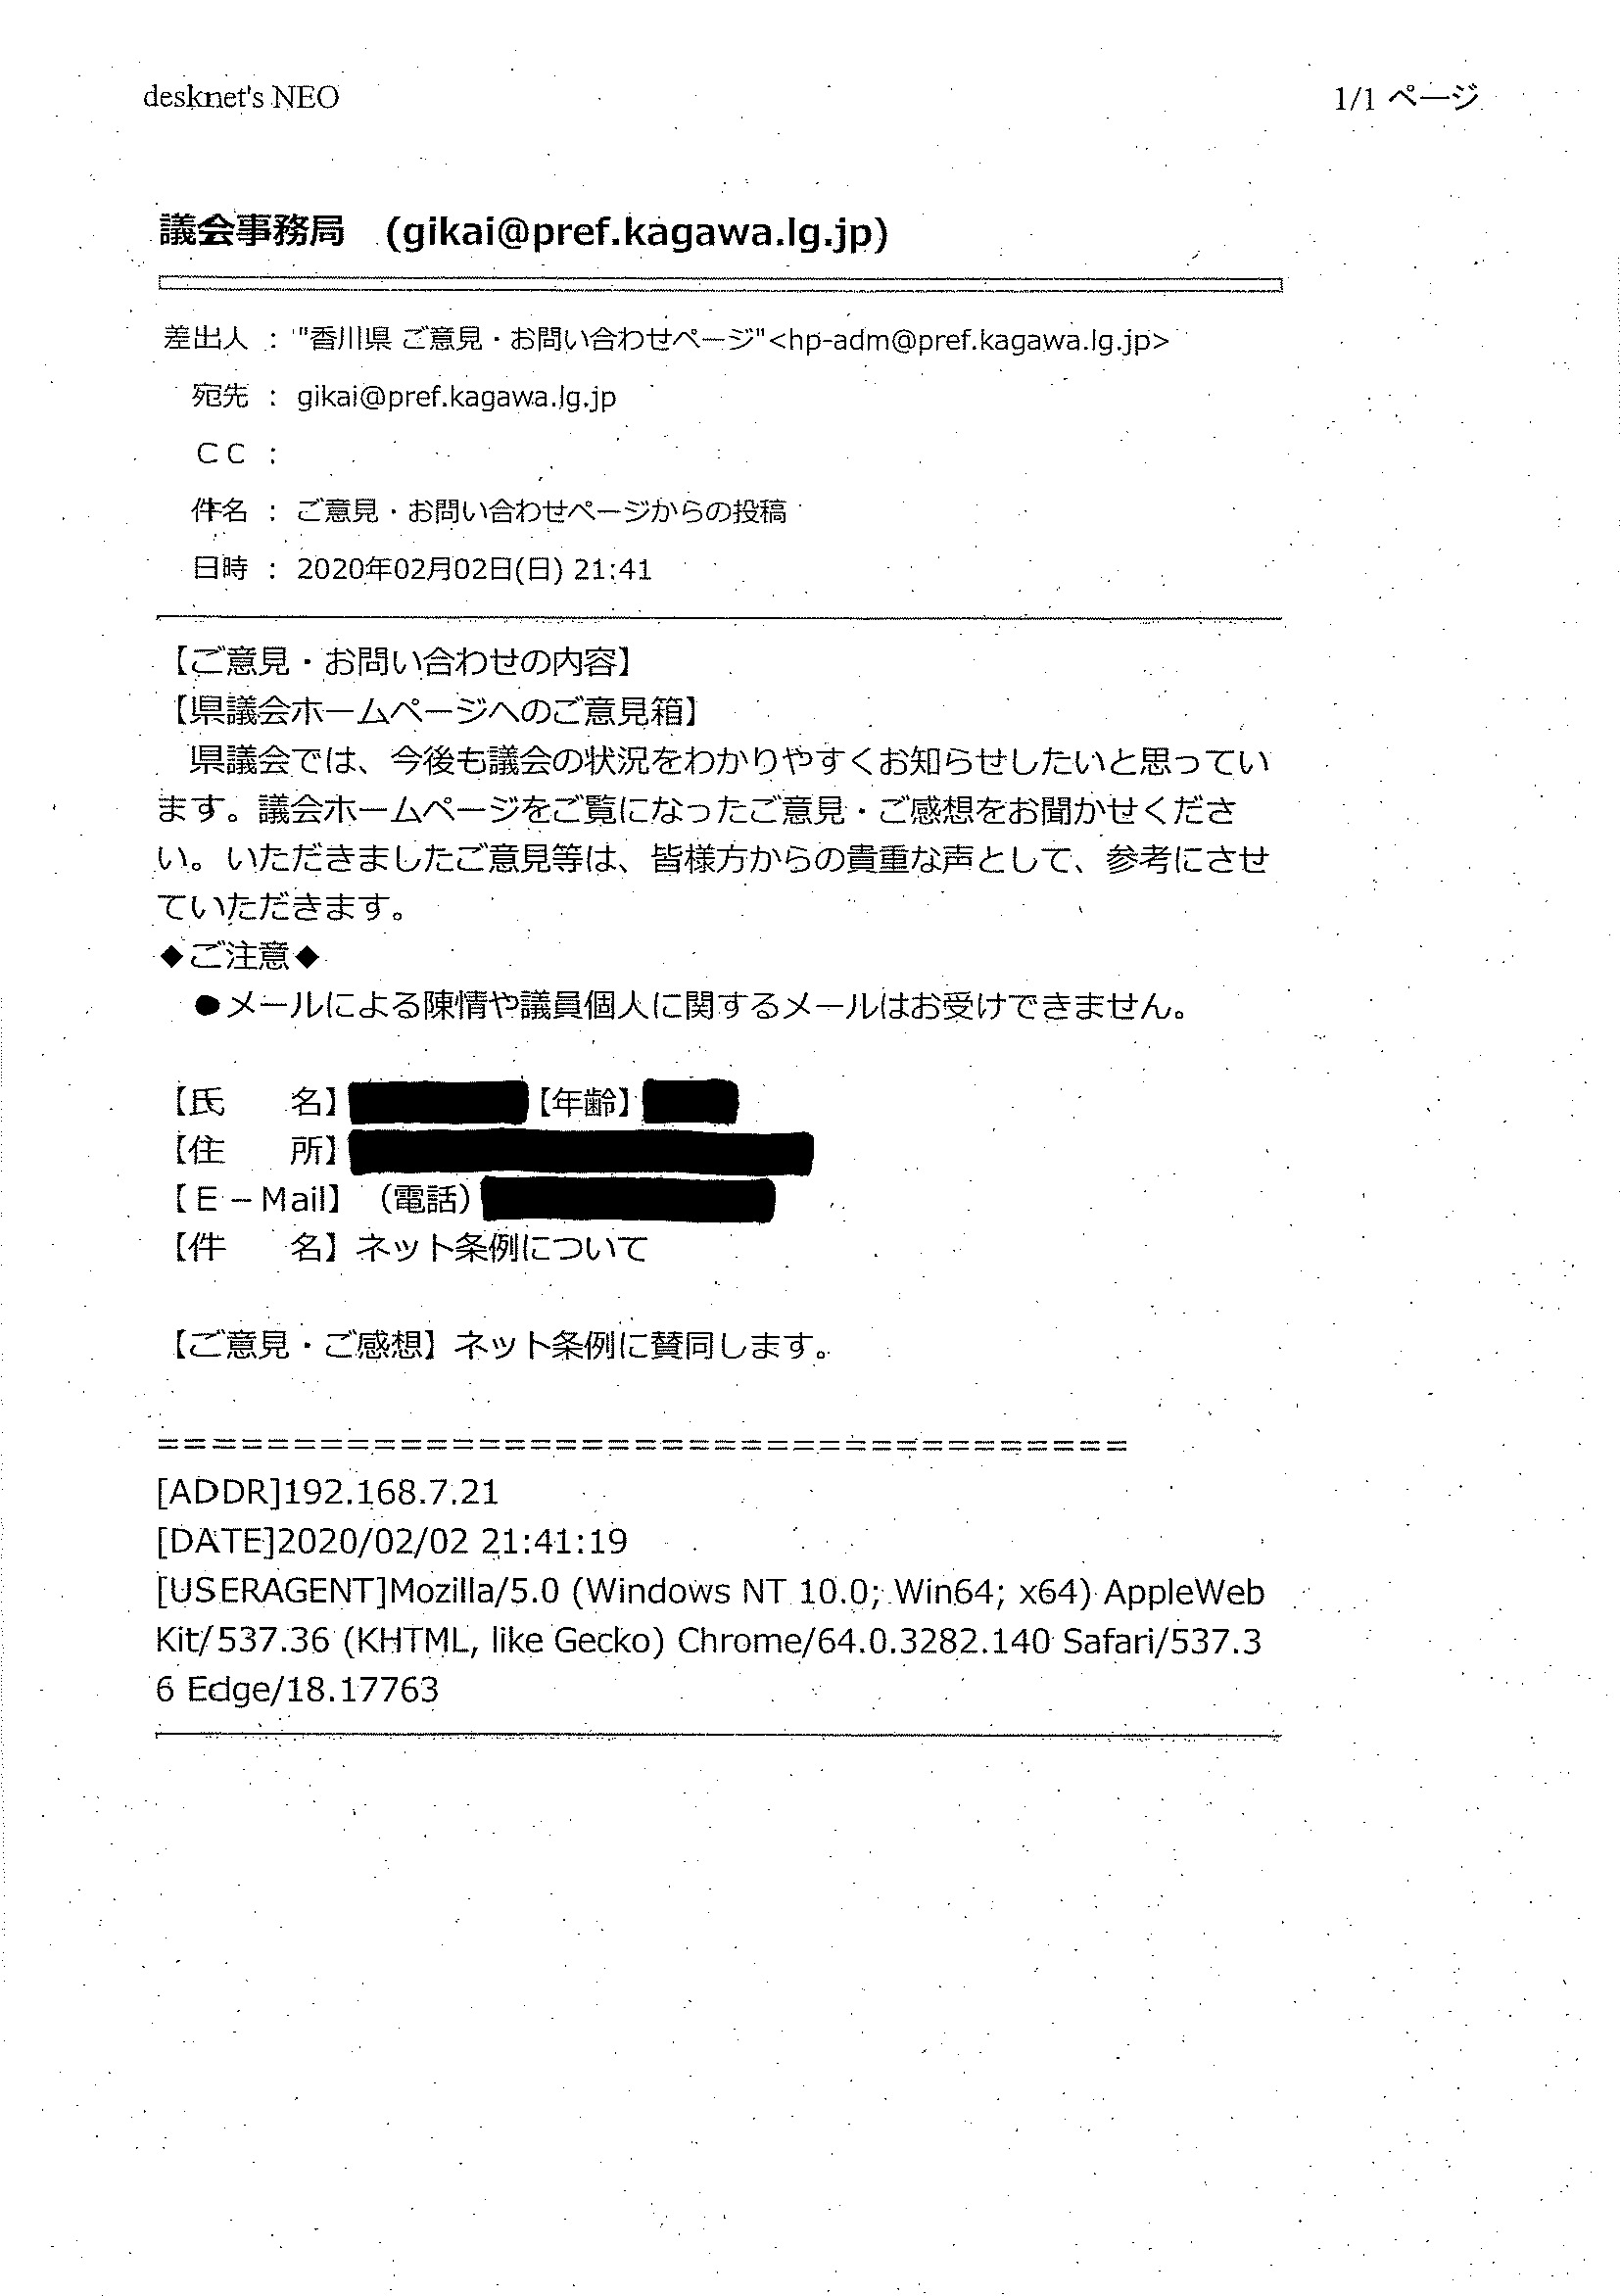 desknet's NEO
1/1 ページ
議会事務局　(gikai@pref.kagawa.lg.jp)
差出人 ： "香川県 ご意見・お問い合わせページ"<hp-adm@pref.kagawa.lg.jp>
宛先 ： gikai@pref.kagawa.lg.jp
ＣＣ ：
件名 ： ご意見・お問い合わせページからの投稿
日時 ： 2020年02月02日(日) 21:41
【ご意見・お問い合わせの内容】
【県議会ホームページへのご意見箱】
　県議会では、今後も議会の状況をわかりやすくお知らせしたいと思ってい
ます。議会ホームページをご覧になったご意見・ご感想をお聞かせくださ
い。いただきましたご意見等は、皆様方からの貴重な声として、参考にさせ
ていただきます。
◆ご注意◆
　●メールによる陳情や議員個人に関するメールはお受けできません。
【氏　　名】【年齢】
【住　　所】
【Ｅ－Mail】（電話）
【件　　名】ネット条例について
【ご意見・ご感想】ネット条例に賛同します。
=====================================
[ADDR]192.168.7.21
[DATE]2020/02/02 21:41:19
[USERAGENT]Mozilla/5.0 (Windows NT 10.0; Win64; x64) AppleWeb
Kit/537.36 (KHTML, like Gecko) Chrome/64.0.3282.140 Safari/537.3
6 Edge/18.17763